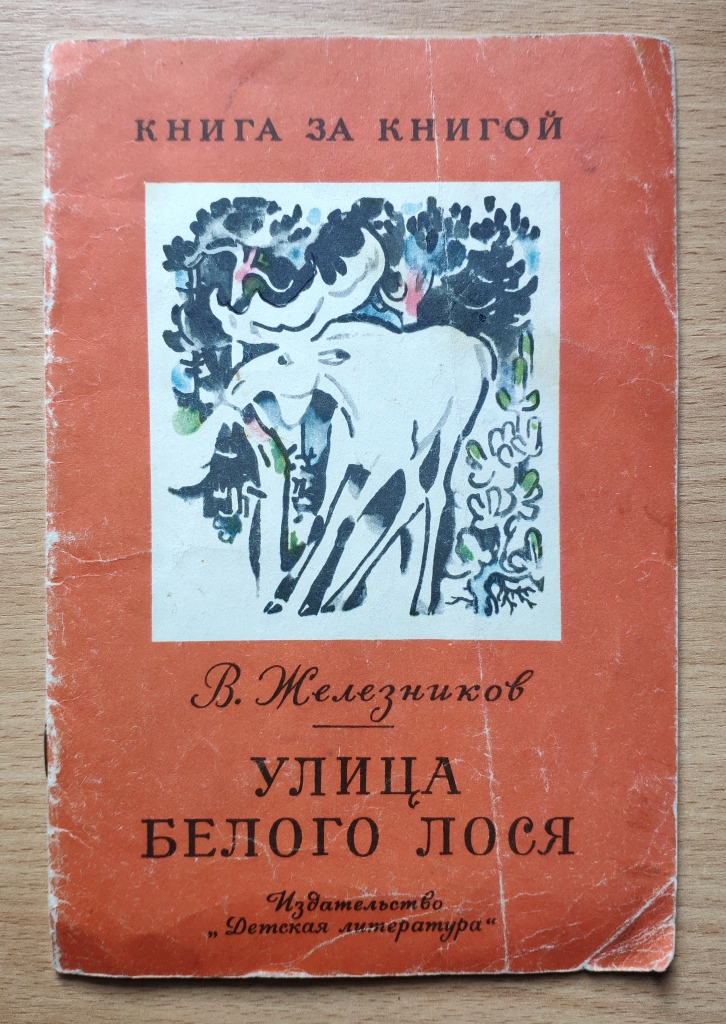 КНИГА ЗА КНИГОЙ
В. Железников
УЛИЦА
БЕЛОГО ЛОСЯ
Издательство
„Детская литература“